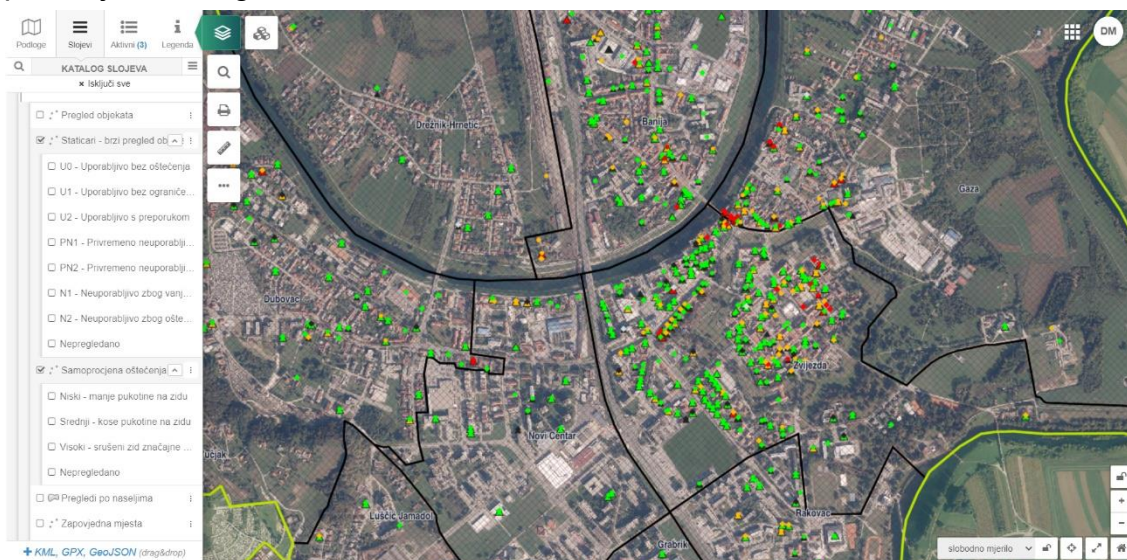 Podloge
Slojevi
Aktivni (3)
Legenda
KATALOG SLOJEVA
× Isključi sve
Pregled objekata
Staticari - brzi pregled ob
U0 - Uporabljivo bez oštećenja
U1 - Uporabljivo bez ograniče...
U2 - Uporabljivo s preporukom
PN1 - Privremeno neuporablji...
PN2 - Privremeno neuporablji...
N1 - Neuporabljivo zbog vanj...
N2 - Neuporabljivo zbog ošte...
Nepregledano
Samoprocjena oštećenja
Niski - manje pukotine na zidu
Srednji - kose pukotine na zidu
Visoki - srušeni zid značajne ...
Nepregledano
Pregledi po naseljima
Zapovjedna mjesta
+ KML, GPX, GeoJSON (drag&drop)
DM
Drežnik-Hrnetić
Banija
Gaza
Dubovac
Zvijezda
Novi Centar
Luščić Jamadol
Rakovac
Grabrik
slobodno mjerilo